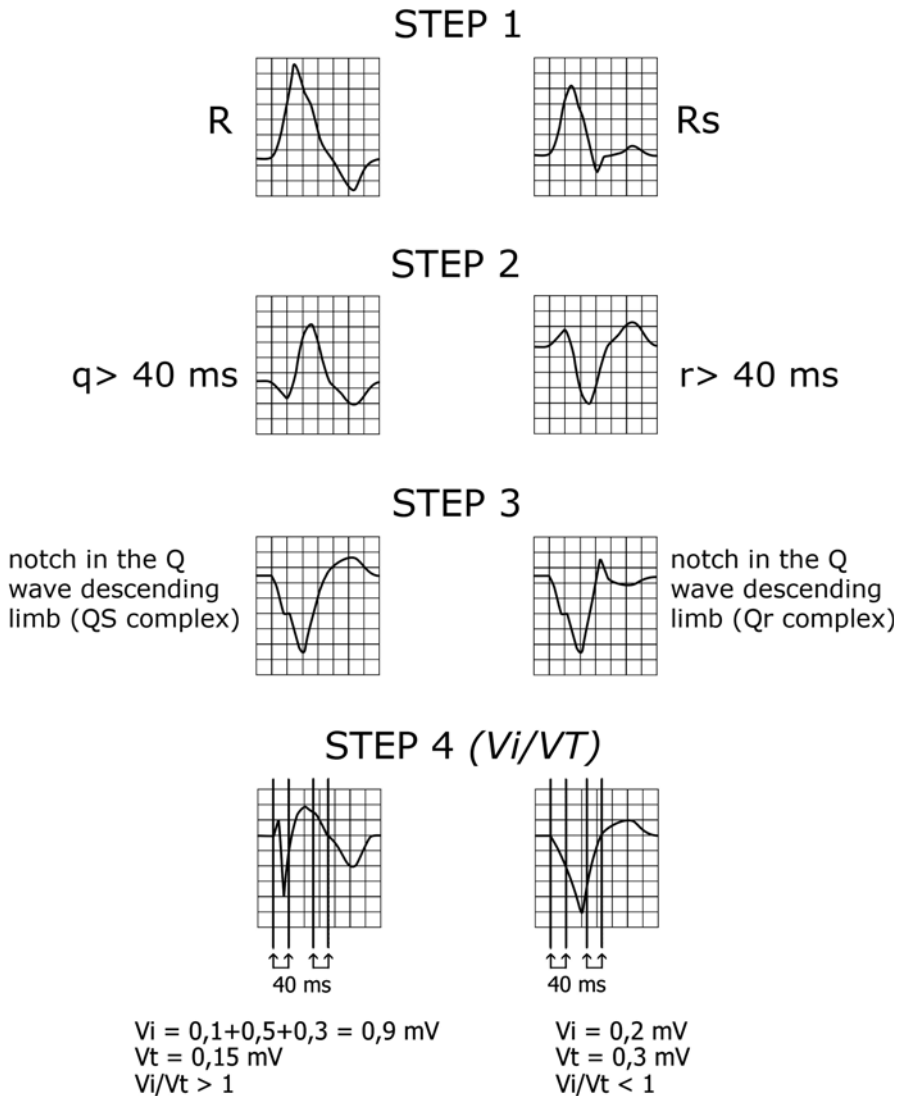 STEP 1
R
Rs
STEP 2
q> 40 ms
r> 40 ms
STEP 3
notch in the Q
wave descending
limb (QS complex)
notch in the Q
wave descending
limb (Qr complex)
STEP 4 (Vi/VT)
40 ms
40 ms
Vi = 0,1+0,5+0,3 = 0,9 mV
Vt = 0,15 mV
Vi/Vt > 1
Vi = 0,2 mV
Vt = 0,3 mV
Vi/Vt < 1